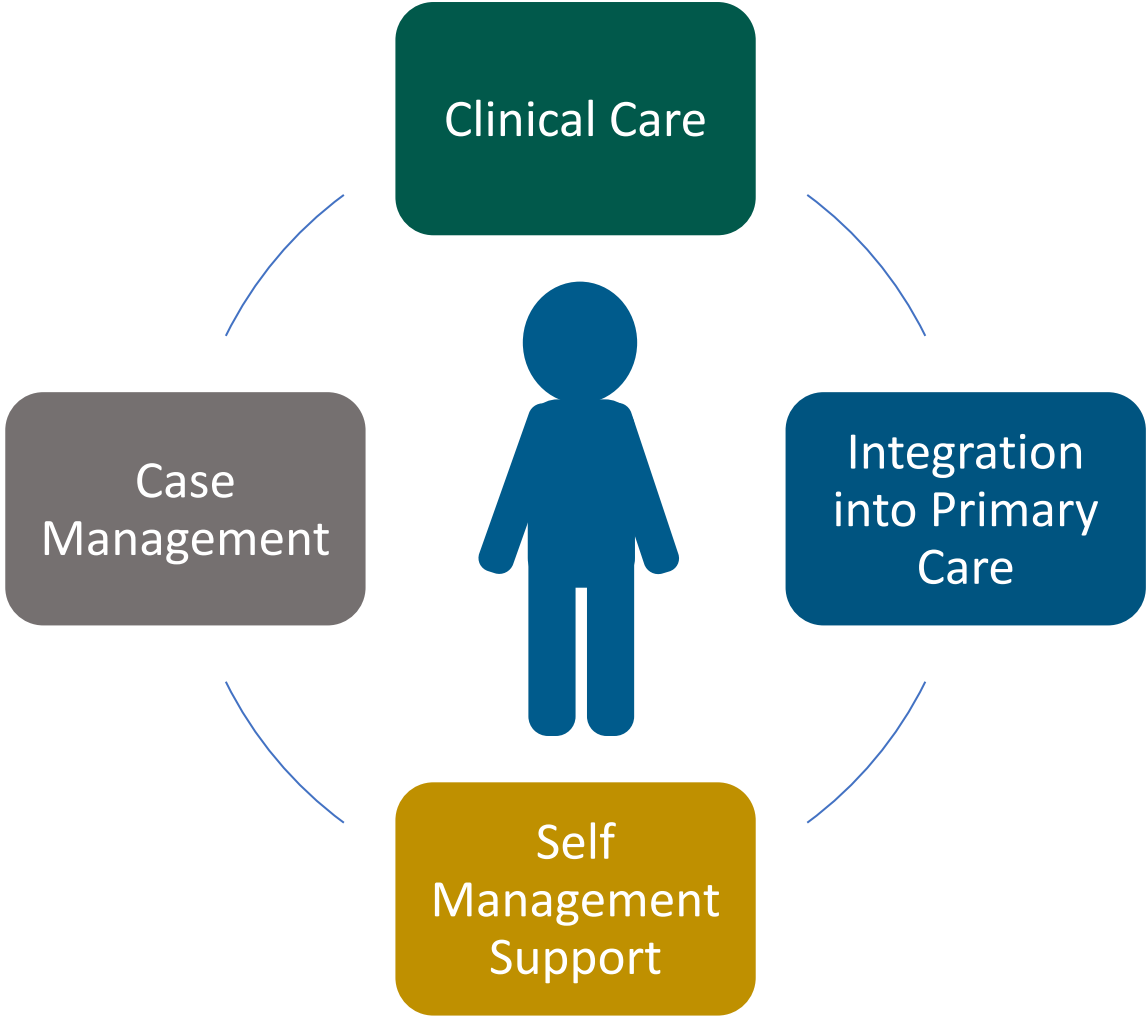 Clinical Care
Case
Management
Integration
into Primary
Care
Self
Management
Support